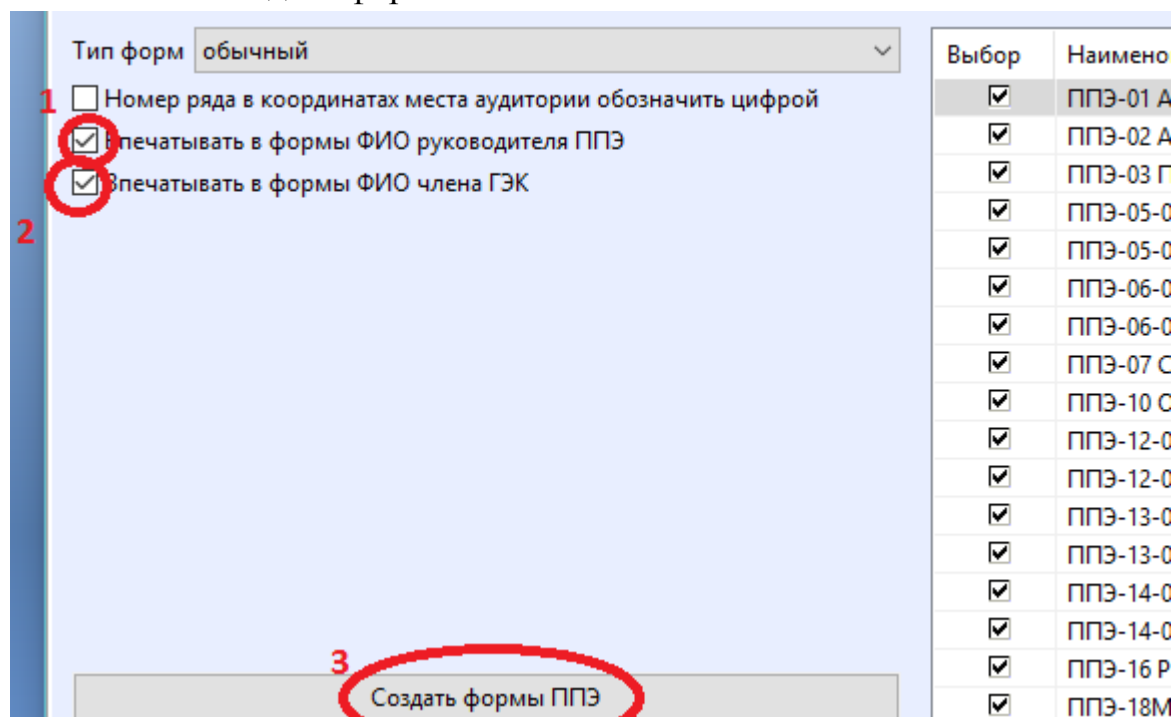 Тип форм обычный
1 Номер ряда в координатах места аудитории обозначить цифрой
Впечатывать в формы ФИО руководителя ППЭ
Впечатывать в формы ФИО члена ГЭК
2
3
Создать формы ППЭ
Выбор Наимено
ППЭ-01 А
ППЭ-02 А
ППЭ-03 П
ППЭ-05-0
ППЭ-05-0
ППЭ-06-0
ППЭ-06-0
ППЭ-07 С
ППЭ-10 О
ППЭ-12-0
ППЭ-12-0
ППЭ-13-0
ППЭ-13-0
ППЭ-14-0
ППЭ-14-0
ППЭ-16 Р
ППЭ-18М